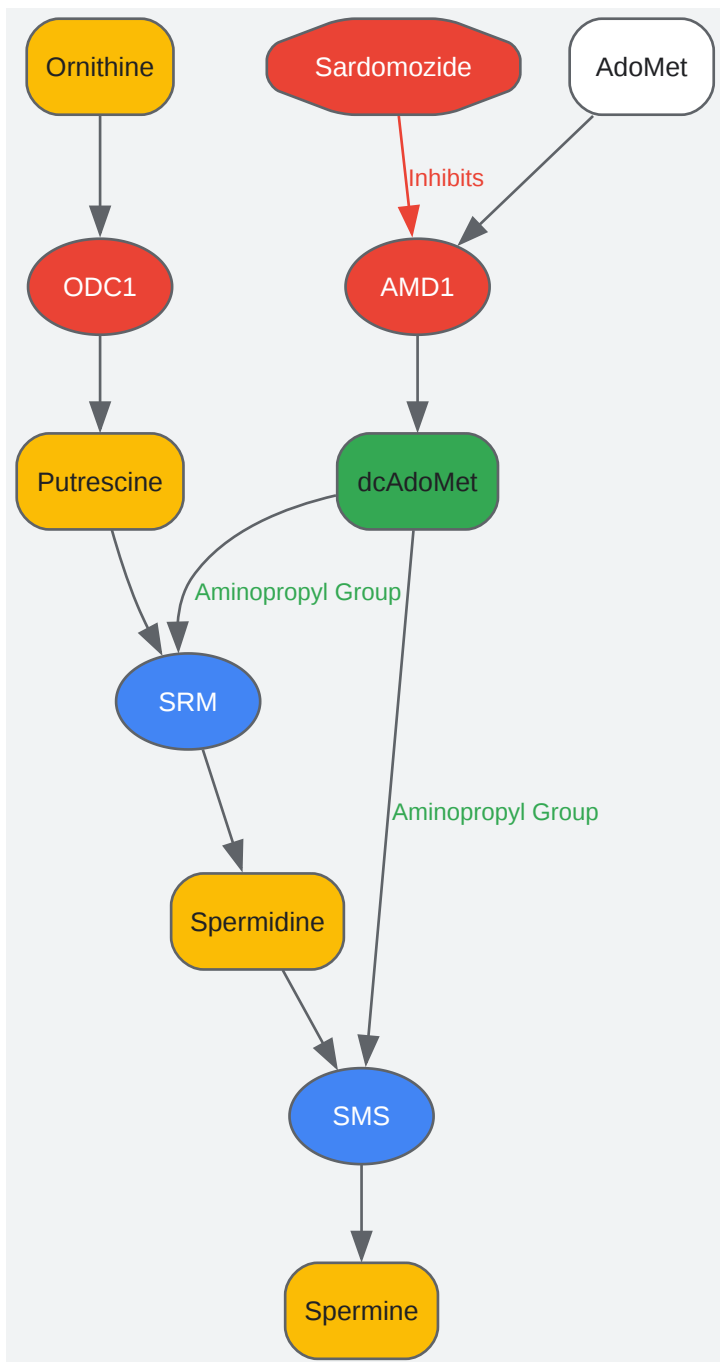 Ornithine
Sardomozide
AdoMet
Inhibits
ODC1
AMD1
Putrescine
dcAdoMet
Aminopropyl Group
SRM
Aminopropyl Group
Spermidine
SMS
Spermine